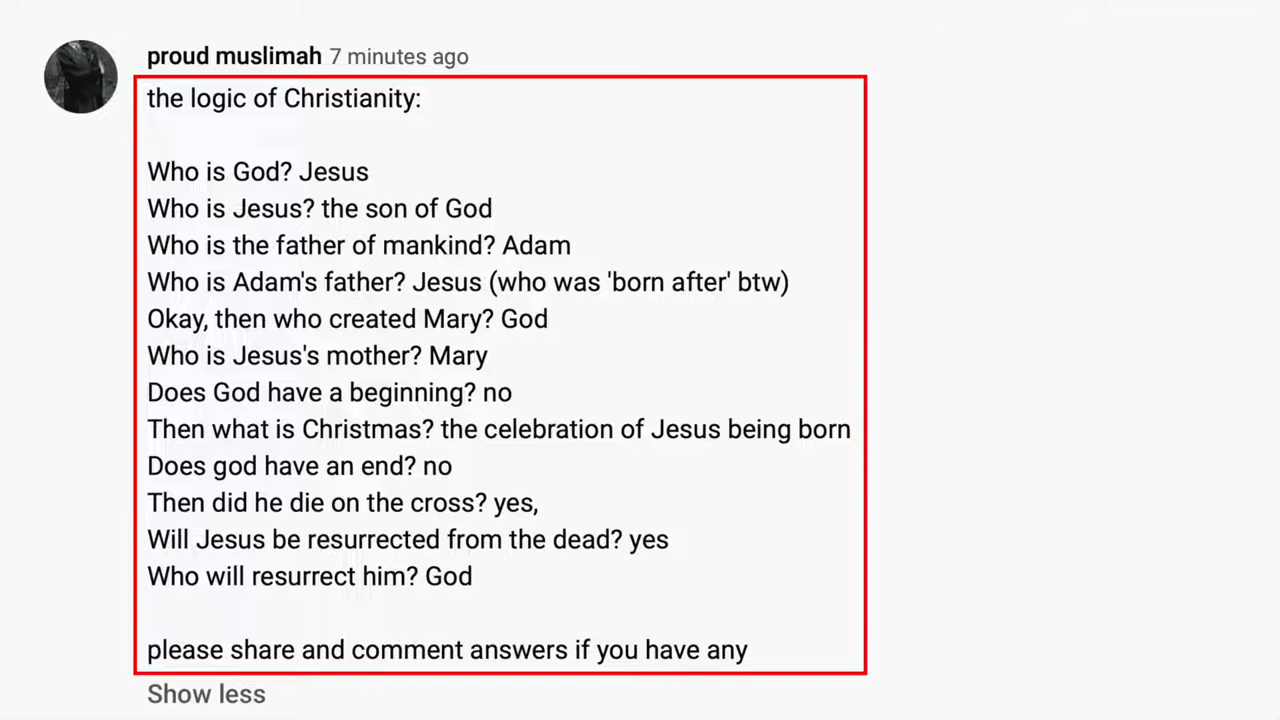 proud muslimah 7 minutes ago
the logic of Christianity:
Who is God? Jesus
Who is Jesus? the son of God
Who is the father of mankind? Adam
Who is Adam's father? Jesus (who was 'born after' btw)
Okay, then who created Mary? God
Who is Jesus's mother? Mary
Does God have a beginning? no
Then what is Christmas? the celebration of Jesus being born
Does god have an end? no
Then did he die on the cross? yes,
Will Jesus be resurrected from the dead? yes
Who will resurrect him? God
please share and comment answers if you have any
Show less